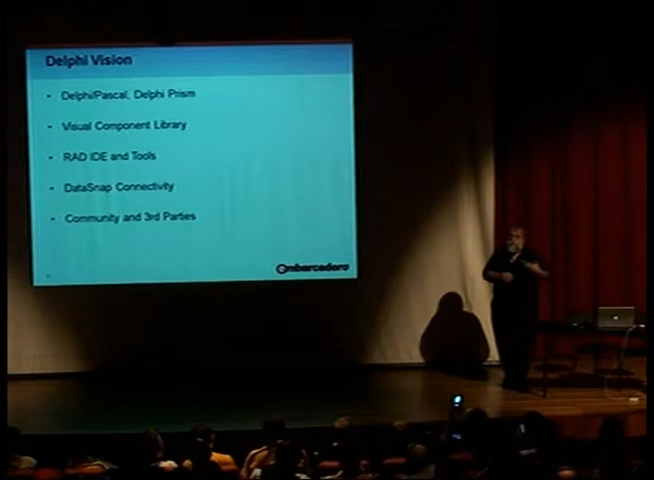 Delphi Vision
• Delphi/Pascal, Delphi Prism
• Visual Component Library
• RAD IDE and Tools
• DataSnap Connectivity
• Community and 3rd Parties
embarcadero